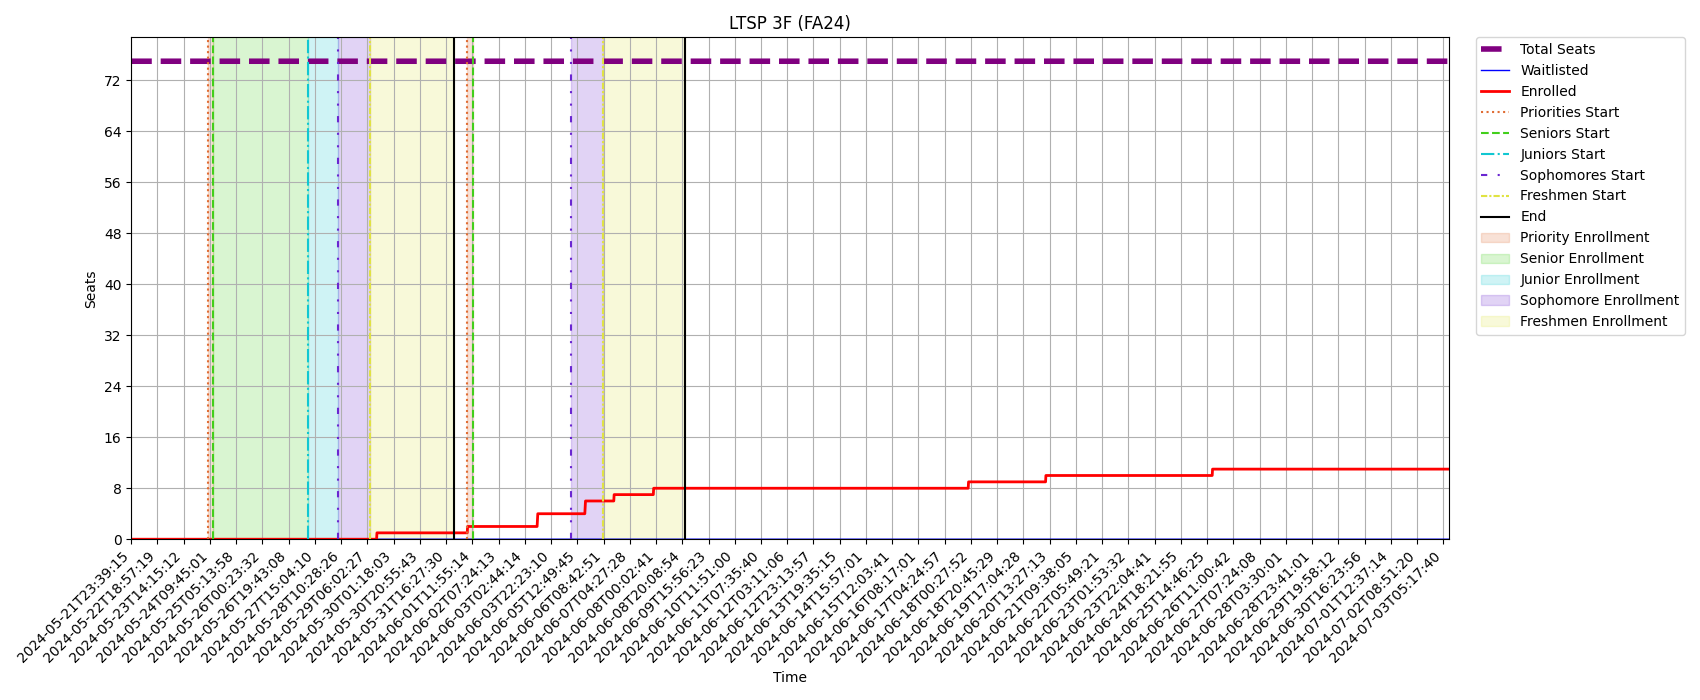 LTSP 3F (FA24)
Total Seats
Waitlisted
Enrolled
Priorities Start
Seniors Start
Juniors Start
Sophomores Start
Freshmen Start
End
Priority Enrollment
Senior Enrollment
Junior Enrollment
Sophomore Enrollment
Freshmen Enrollment
Seats
72
64
56
48
40
32
24
16
8
0
2024-05-21T23:39:15
2024-05-22T18:57:19
2024-05-23T14:15:12
2024-05-24T09:45:01
2024-05-25T05:13:58
2024-05-26T00:23:32
2024-05-26T19:43:08
2024-05-27T15:04:10
2024-05-28T10:28:26
2024-05-29T06:02:27
2024-05-30T01:18:03
2024-05-30T20:55:43
2024-05-31T16:27:30
2024-06-01T11:55:14
2024-06-02T07:24:13
2024-06-03T02:44:14
2024-06-03T22:23:10
2024-06-05T12:49:45
2024-06-06T08:42:51
2024-06-07T04:27:28
2024-06-08T00:02:41
2024-06-08T20:08:54
2024-06-09T15:56:23
2024-06-10T11:51:00
2024-06-11T07:35:40
2024-06-12T03:11:06
2024-06-12T23:13:57
2024-06-13T19:35:15
2024-06-14T15:57:01
2024-06-15T12:03:41
2024-06-16T08:17:01
2024-06-17T04:24:57
2024-06-18T00:27:52
2024-06-18T20:45:29
2024-06-19T17:04:28
2024-06-20T13:27:13
2024-06-21T09:38:05
2024-06-22T05:49:21
2024-06-23T01:53:32
2024-06-23T22:04:41
2024-06-24T18:21:55
2024-06-25T14:46:25
2024-06-26T11:00:42
2024-06-27T07:24:08
2024-06-28T03:30:01
2024-06-28T23:41:01
2024-06-29T19:58:12
2024-06-30T16:23:56
2024-07-01T12:37:14
2024-07-02T08:51:20
2024-07-03T05:17:40
Time